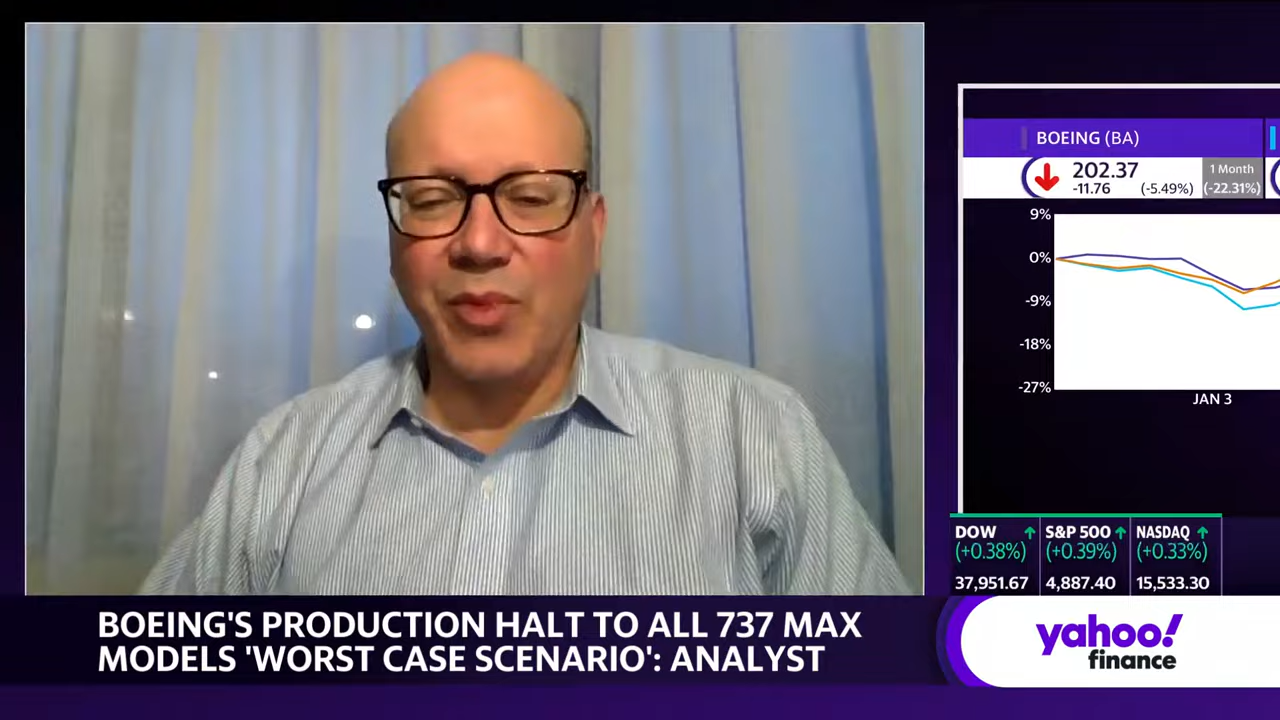 BOEING (BA)
202.37
-11.76 (-5.49%)
1 Month
(-22.31%)
9%
0%
-9%
-18%
-27%
JAN 3
DOW
(+0.38%)
37,951.67
S&P 500
(+0.39%)
4,887.40
NASDAQ
(+0.33%)
15,533.30
BOEING'S PRODUCTION HALT TO ALL 737 MAX
MODELS 'WORST CASE SCENARIO': ANALYST
yahoo!
finance